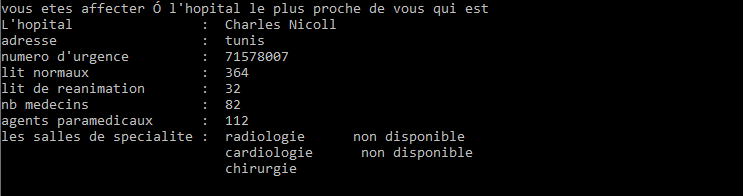 vous etes affecter Ó l'hopital le plus proche de vous qui est
L'hopital : Charles Nicoll
adresse : tunis
numero d'urgence : 71578007
lit normaux : 364
lit de reanimation : 32
nb medecins : 82
agents paramedicaux : 112
les salles de specialite : radiologie non disponible
cardiologie non disponible
chirurgie